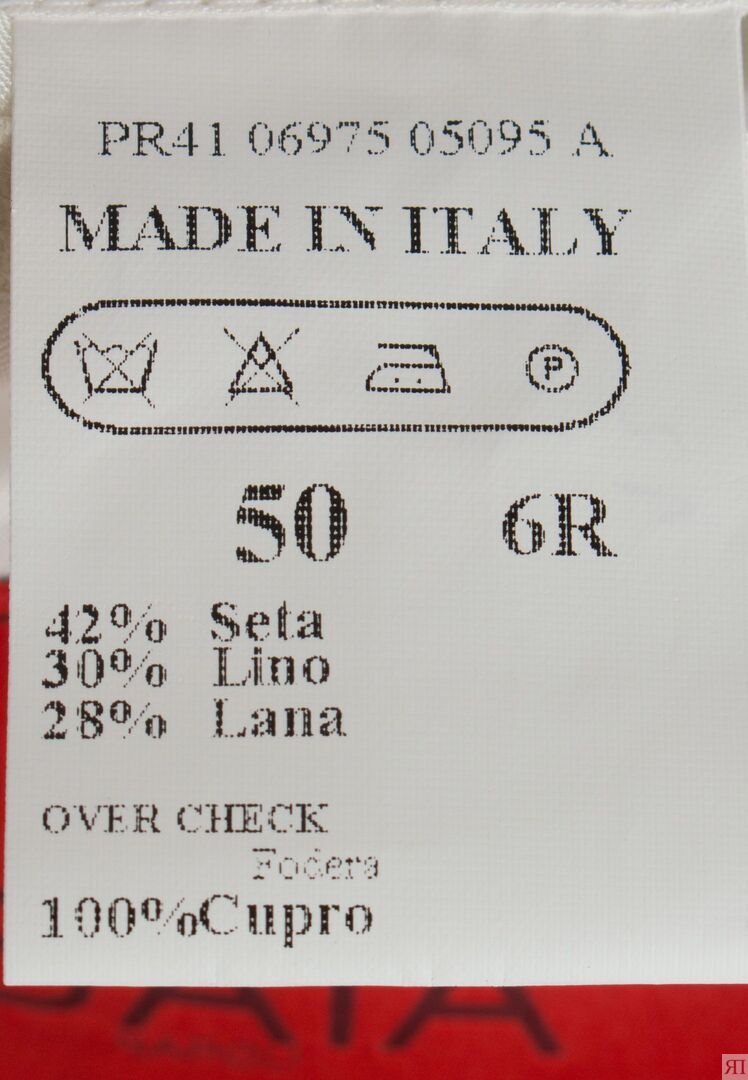 PR41 06975 05095 A
MADE IN ITALY
P
50 6R
42% Seta
30% Lino
28% Lana
OVER CHECK
Fodera
100%Cupro
ЯП